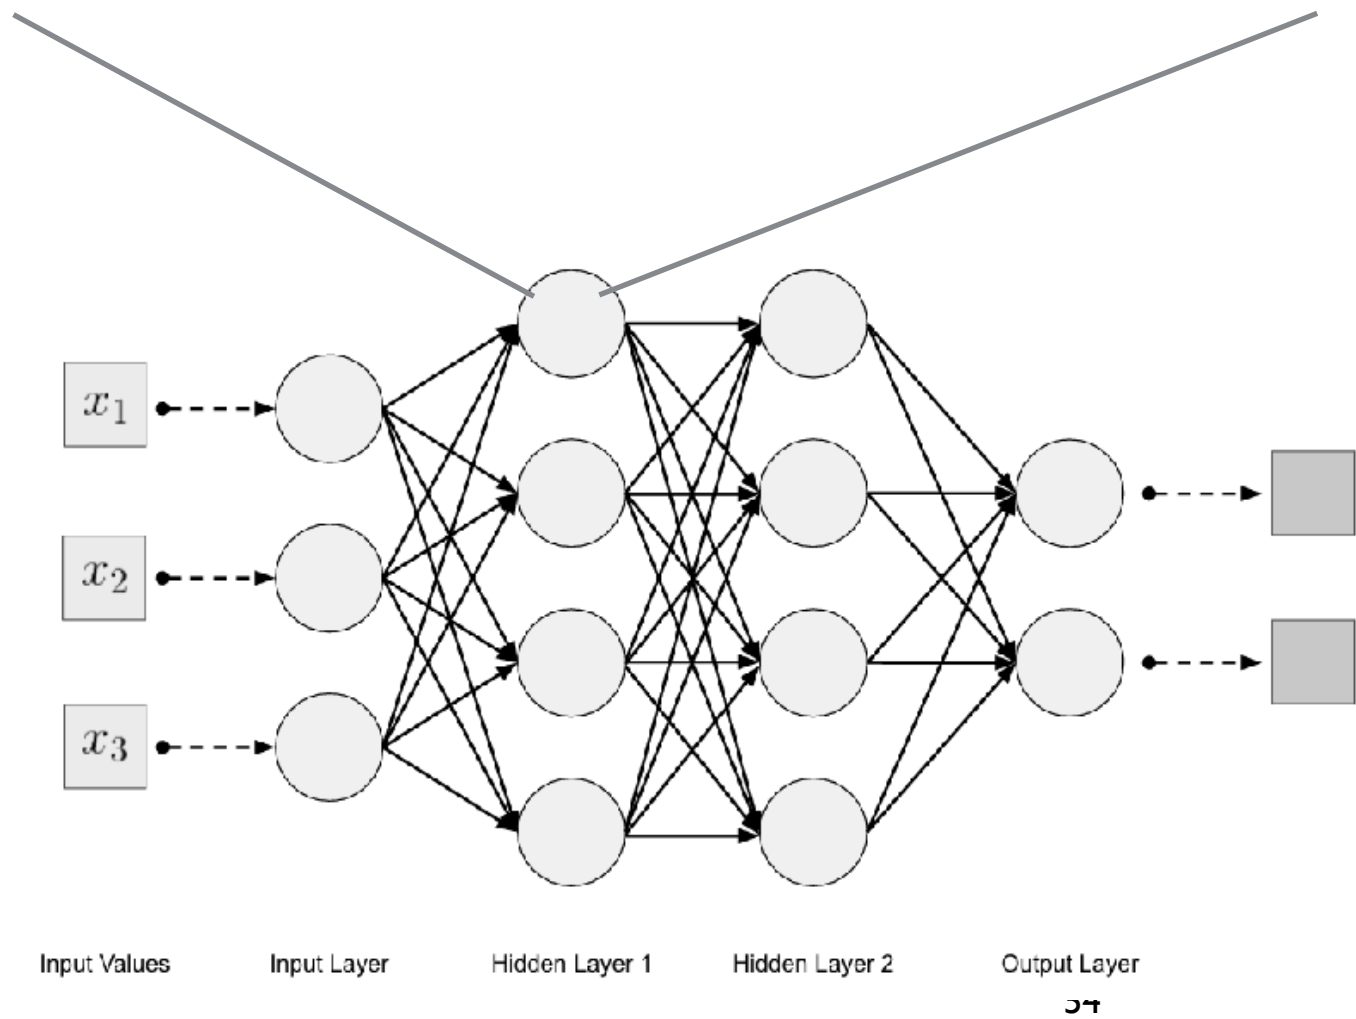 x1
x2
x3
Input Values Input Layer Hidden Layer 1 Hidden Layer 2 Output Layer